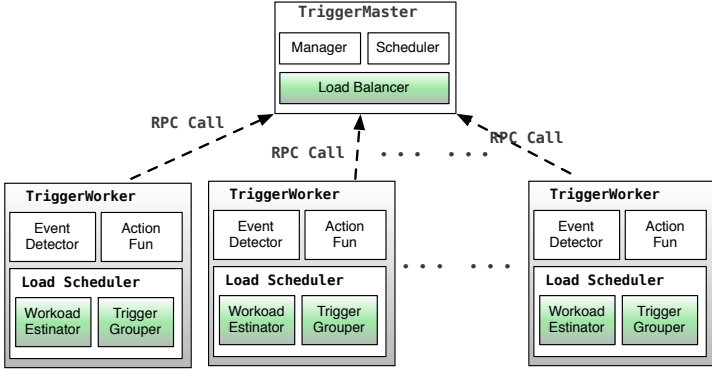 TriggerMaster
Manager
Scheduler
Load Balancer
RPC Call
RPC Call
RPC Call
TriggerWorker
Event
Detector
Action
Fun
Load Scheduler
Workoad
Estinator
Trigger
Grouper
TriggerWorker
Event
Detector
Action
Fun
Load Scheduler
Workoad
Estinator
Trigger
Grouper
TriggerWorker
Event
Detector
Action
Fun
Load Scheduler
Workoad
Estinator
Trigger
Grouper